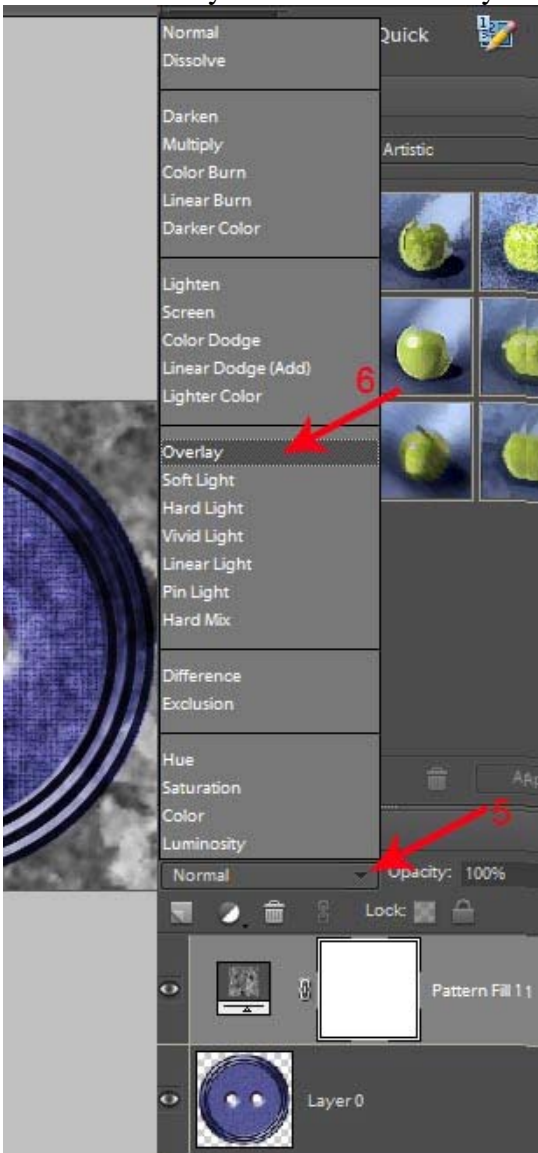 Normal
Quick
Dissolve
Darken
Multiply
Artistic
Color Burn
Linear Burn
Darker Color
Lighten
Screen
Color Dodge
Linear Dodge (Add)
6
Lighter Color
Overlay
Soft Light
Hard Light
Vivid Light
Linear Light
Pin Light
Hard Mix
Difference
Exclusion
Hue
Saturation
Color
5
Luminosity
Normal
Opacity: 100%
Lock:
Pattern Fill 1 1
Layer 0